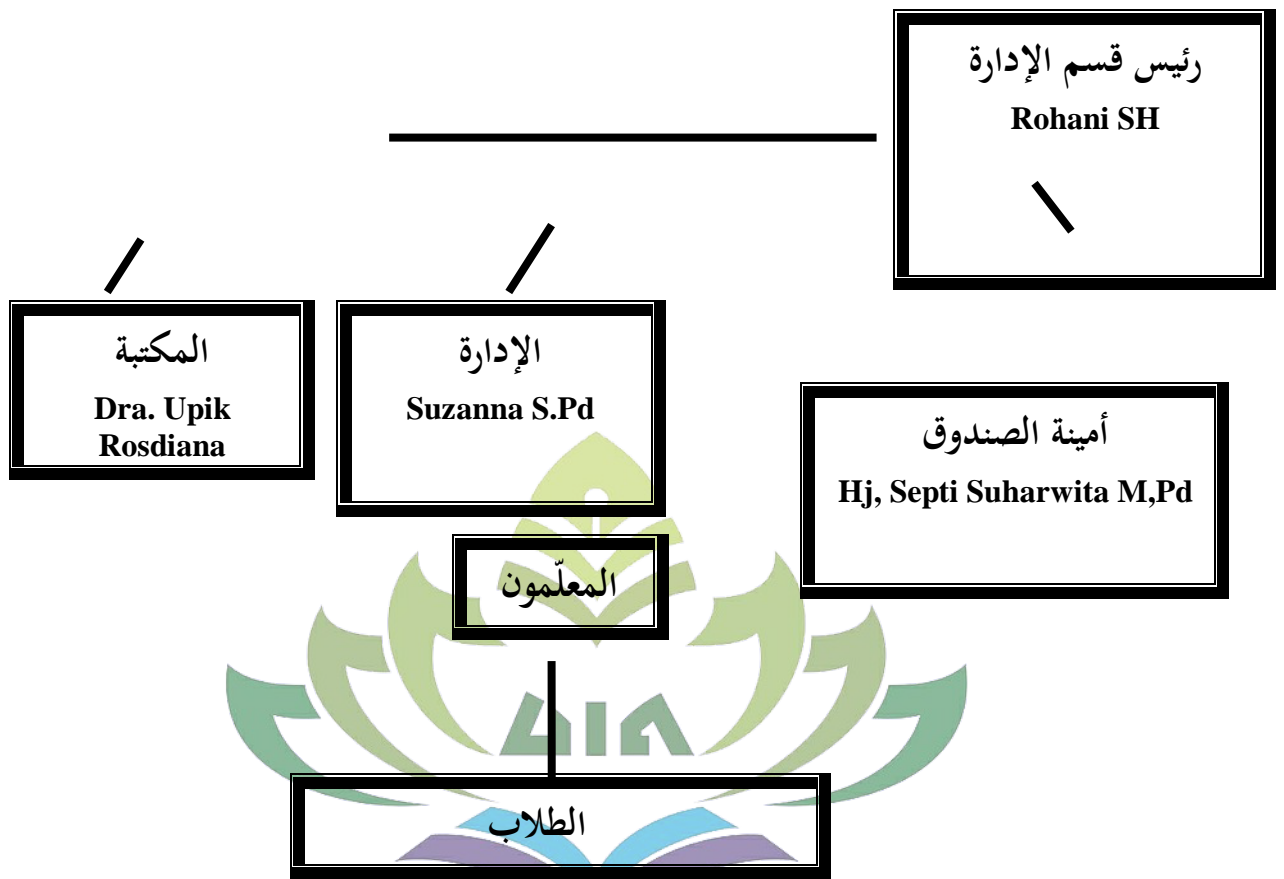 رئيس قسم الإدارة
Rohani SH
المكتبة
Dra. Upik
Rosdiana
الإدارة
Suzanna S.Pd
أمينة الصندوق
Hj, Septi Suharwita M,Pd
المعلّمون
الطلاب